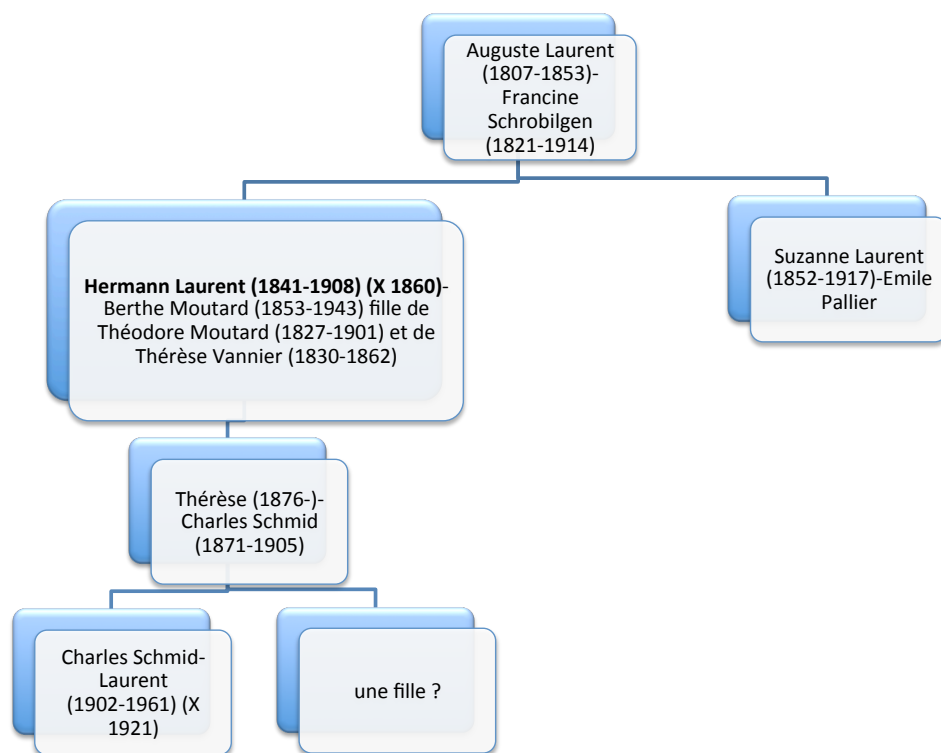 Auguste Laurent
(1807-1853)-
Francine
Schrobilgen
(1821-1914)
Hermann Laurent (1841-1908) (X 1860)-
Berthe Moutard (1853-1943) fille de
Théodore Moutard (1827-1901) et de
Thérèse Vannier (1830-1862)
Suzanne Laurent
(1852-1917)-Emile
Pallier
Thérèse (1876-)-
Charles Schmid
(1871-1905)
Charles Schmid-
Laurent
(1902-1961) (X
1921)
une fille ?